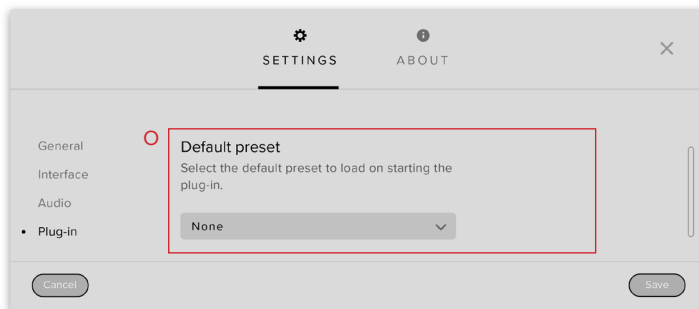 SETTINGS
ABOUT
General
Interface
Audio
• Plug-in
O
Default preset
Select the default preset to load on starting the
plug-in.
None
Cancel
Save